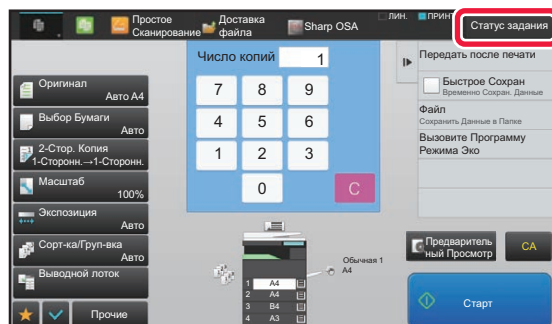 Простое
Сканирование
Доставка
файла
Sharp OSA
ЛИН.
ПРИНТ
Статус задания
Число копий
1
Передать после печати
Быстрое Сохран
Временно Сохран. Данные
Файл
Сохранить Данные в Папке
Вызовите Программу
Режима Эко
Оригинал
Авто A4
Выбор Бумаги
Авто
2-Стор. Копия
1-Сторонн.→1-Сторонн.
Масштаб
100%
Экспозиция
Авто
Сорт-ка/Груп-вка
Авто
Выводной лоток
Прочие
7 8 9
4 5 6
1 2 3
0 C
Обычная 1
A4
1 A4
2 A4
3 B4
4 A3
Предваритель
ный Просмотр
CA
Старт